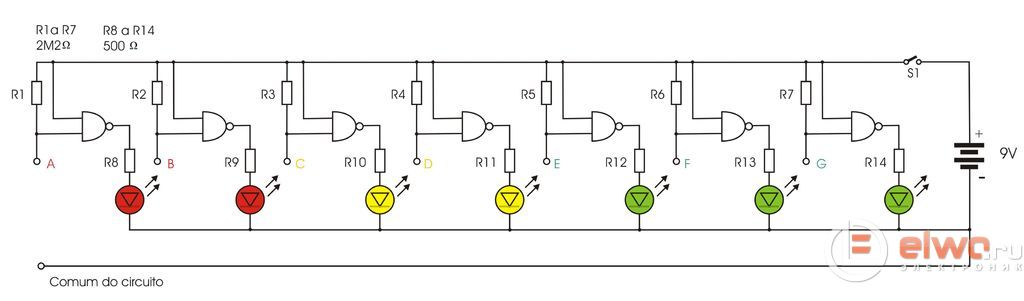 R1a R7 R8 a R14
2M2Ω 500 Ω
S1
R1 R2 R3 R4 R5 R6 R7
+
9V
-
R8 R9 R10 R11 R12 R13 R14
A B C D E F G
elwo.ru
ЭЛЕКТРОНИК
Comum do circuito